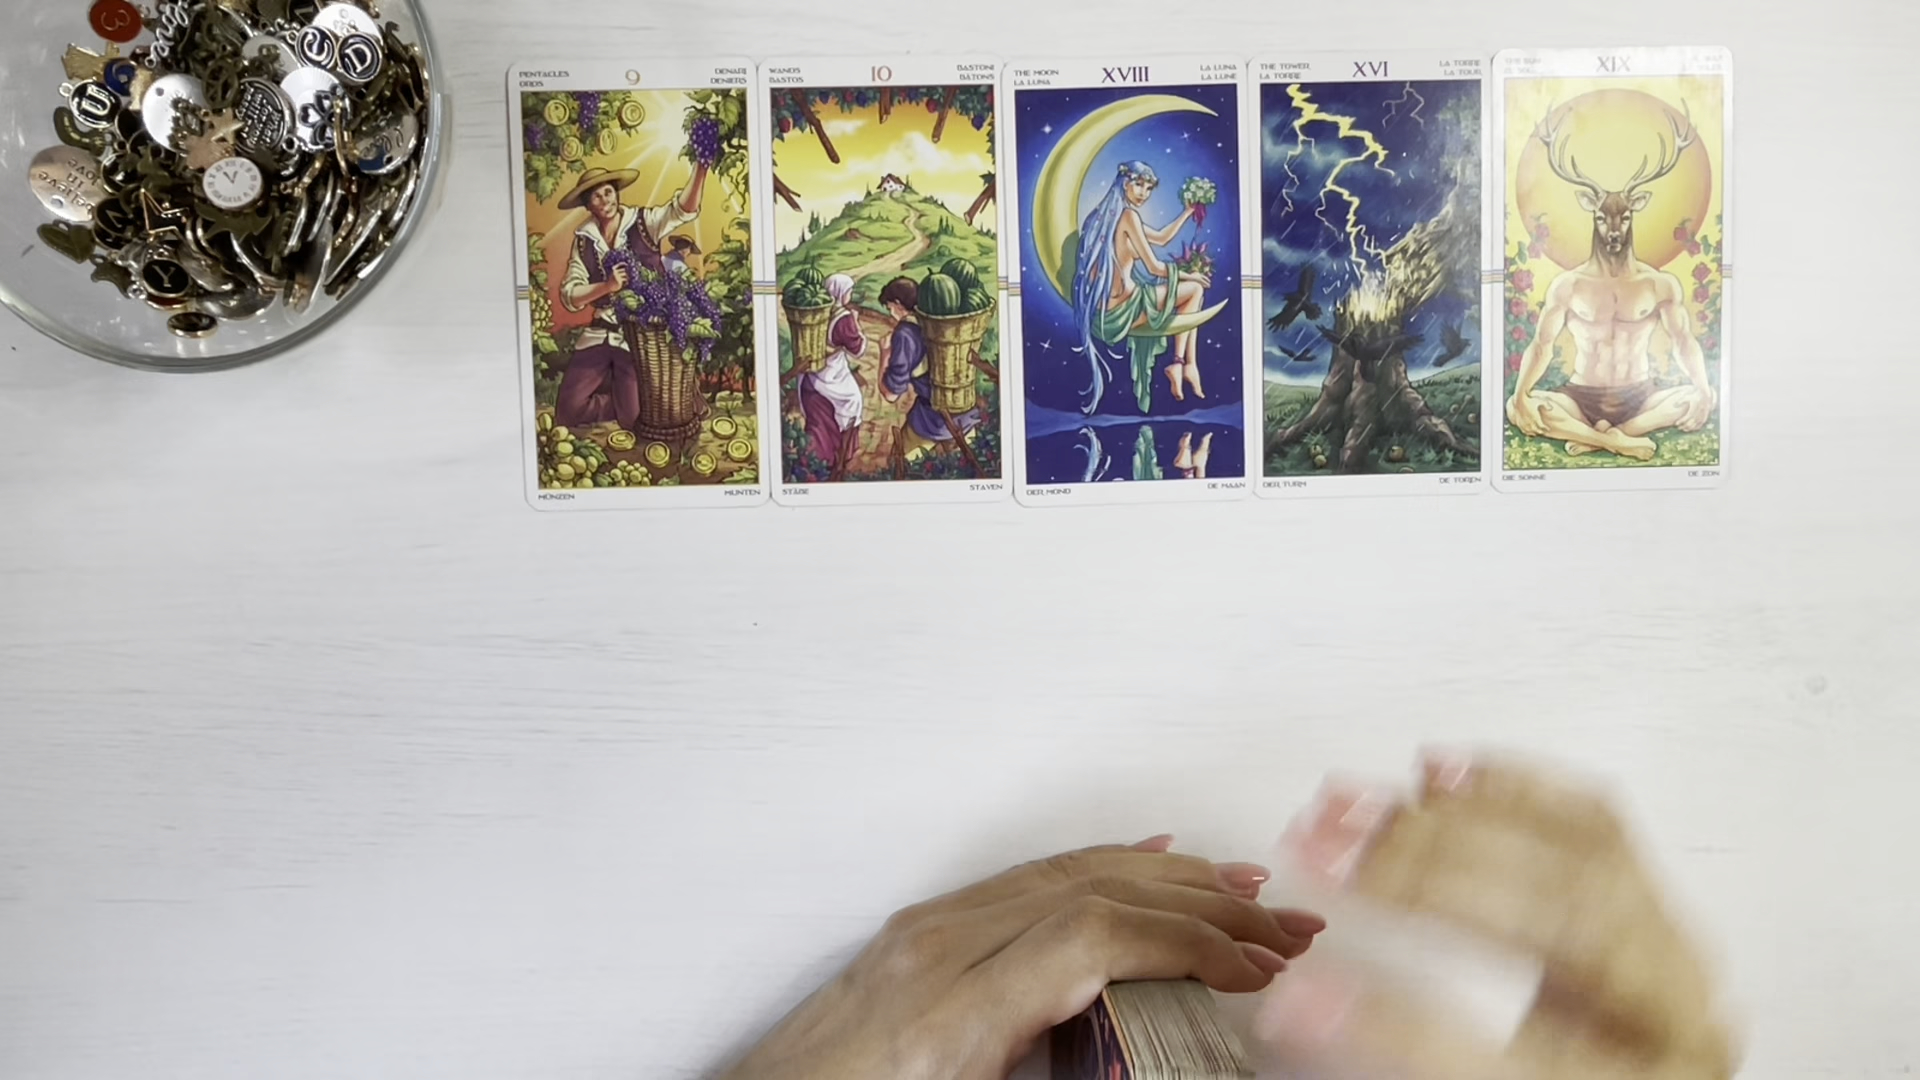 PENTACLES
OROS
9
DENARI
DENIERS
MÜNZEN
MUNTEN
WANDS
BASTOS
10
BASTONI
BÂTONS
STÄBE
STAVEN
THE MOON
LA LUNA
XVIII
LA LUNA
LA LUNE
DER MOND
DE MAAN
THE TOWER
LA TORRE
XVI
LA TORRE
LA TOUR
DER TURM
DE TOREN
XIX
DIE SONNE
DE ZON
C
D
U
Y
3